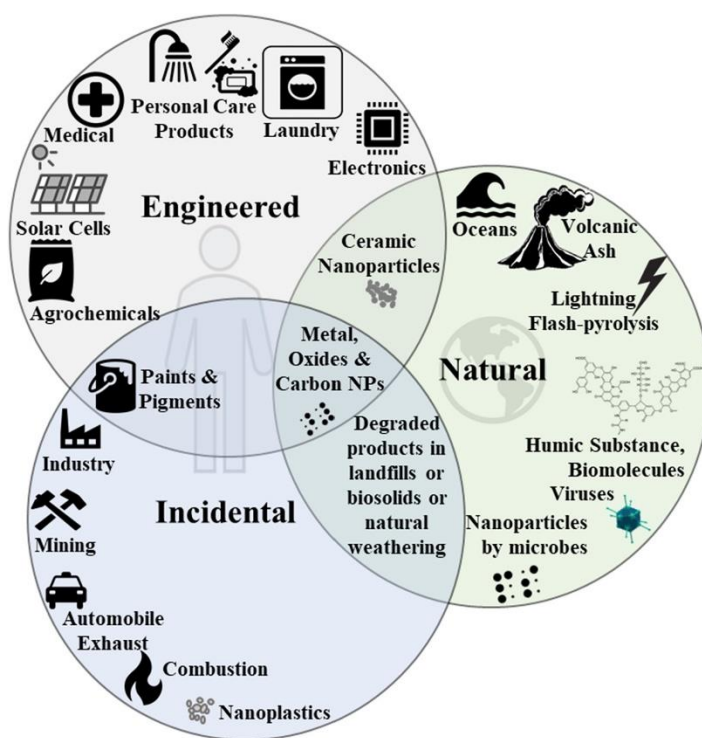 Personal Care
Products
Laundry
Medical
Electronics
Engineered
Solar Cells
Agrochemicals
Ceramic
Nanoparticles
Oceans
Volcanic
Ash
Lightning
Flash-pyrolysis
Natural
Humic Substance,
Biomolecules
Viruses
Nanoparticles
by microbes
Metal,
Oxides &
Carbon NPs
Paints &
Pigments
Degraded
products in
landfills or
biosolids or
natural
weathering
Industry
Incidental
Mining
Automobile
Exhaust
Combustion
Nanoplastics